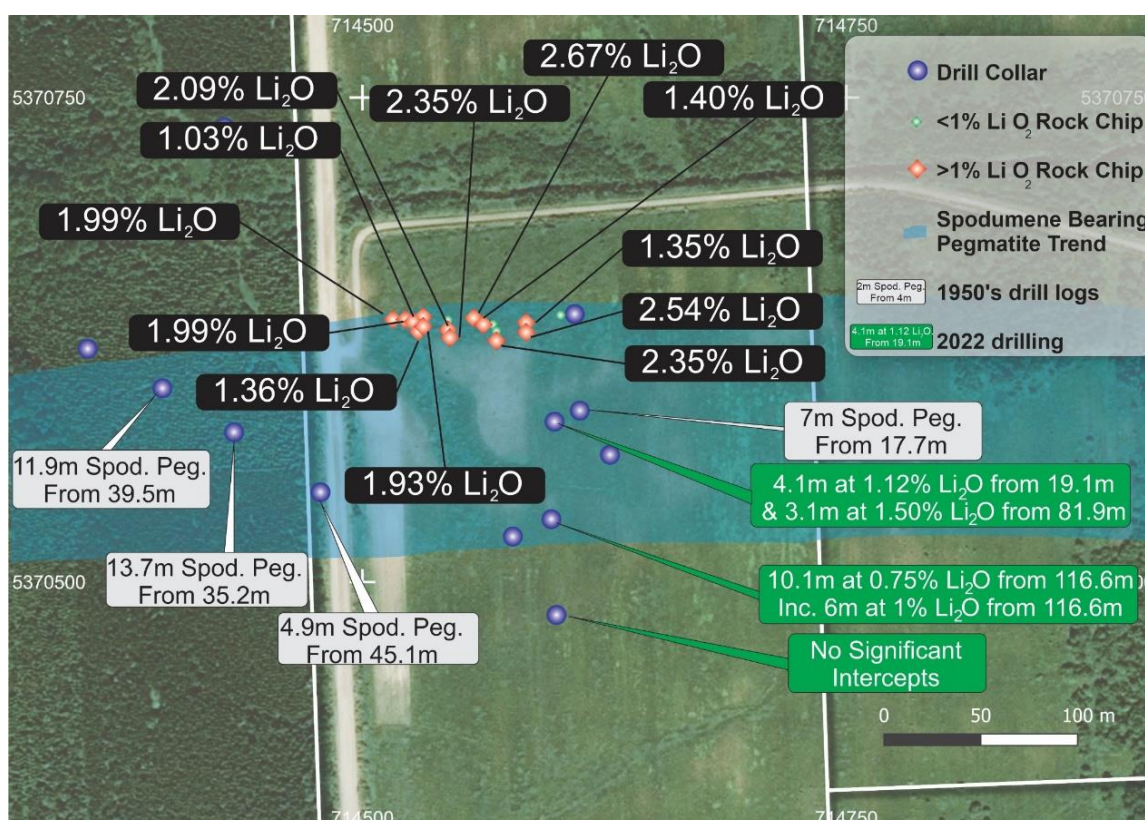 714500
714750
5370750
5370750
2.09% Li₂O
2.35% Li₂O
2.67% Li₂O
1.40% Li₂O
1.03% Li₂O
1.99% Li₂O
1.35% Li₂O
1.99% Li₂O
2.54% Li₂O
1.36% Li₂O
2.35% Li₂O
1.93% Li₂O
Drill Collar
<1% Li O₂ Rock Chip
>1% Li O₂ Rock Chip
Spodumene Bearing
Pegmatite Trend
2m Spod. Peg.
From 4m
1950's drill logs
4.1m at 1.12 Li₂O
From 19.1m
2022 drilling
11.9m Spod. Peg.
From 39.5m
13.7m Spod. Peg.
From 35.2m
4.9m Spod. Peg.
From 45.1m
7m Spod. Peg.
From 17.7m
4.1m at 1.12% Li₂O from 19.1m
& 3.1m at 1.50% Li₂O from 81.9m
10.1m at 0.75% Li₂O from 116.6m
Inc. 6m at 1% Li₂O from 116.6m
No Significant
Intercepts
5370500
0 50 100 m
714500
714750